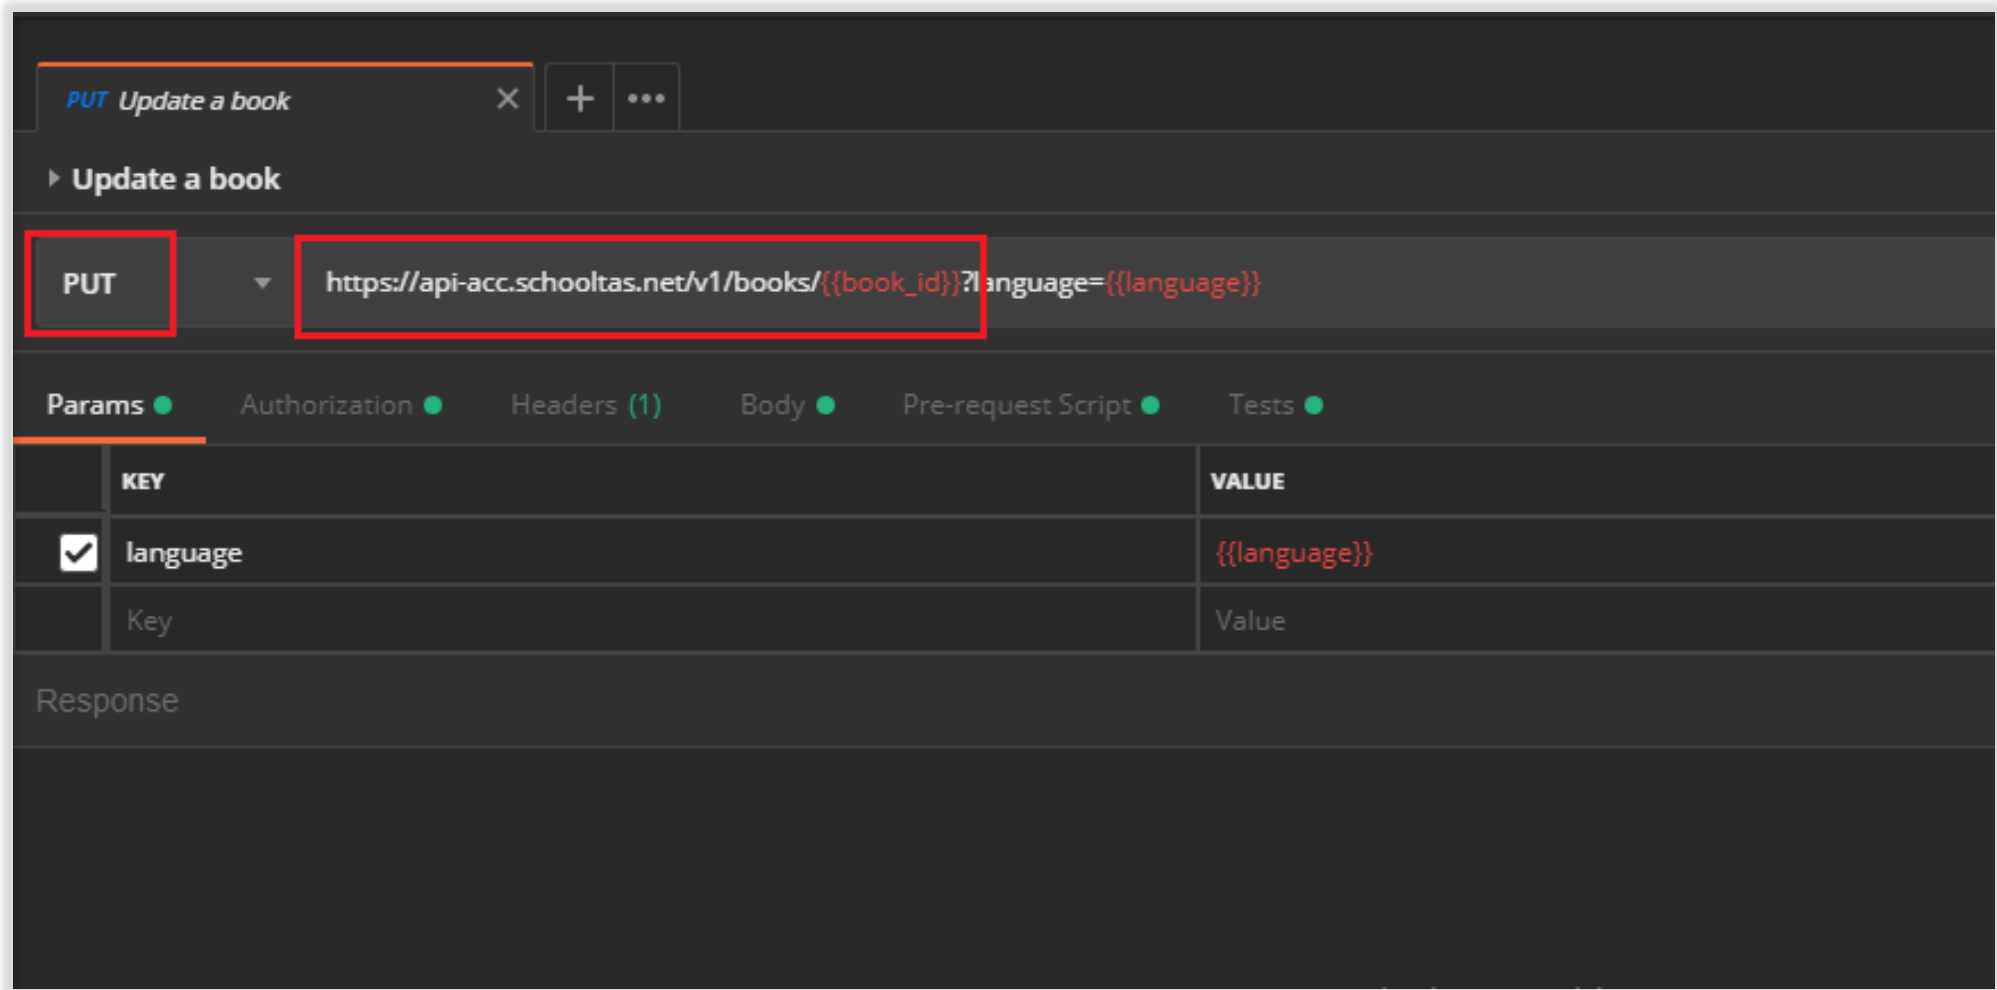 PUT Update a book
Update a book
PUT https://api-acc.schooltas.net/v1/books/{{book_id}}?language={{language}}
Params Authorization Headers (1) Body Pre-request Script Tests
KEY VALUE
language {{language}}
Key Value
Response